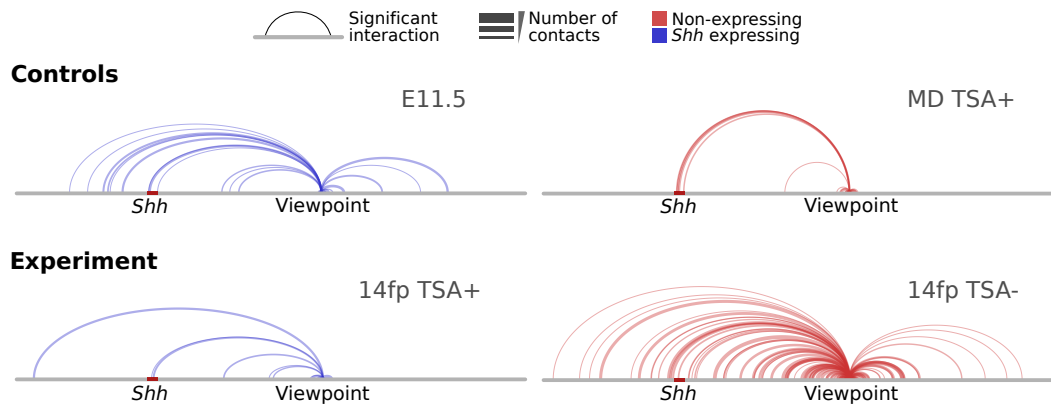 Significant
interaction
Number of
contacts
Non-expressing
Shh expressing
Controls
E11.5
MD TSA+
Shh
Viewpoint
Shh
Viewpoint
Experiment
14fp TSA+
14fp TSA-
Shh
Viewpoint
Shh
Viewpoint